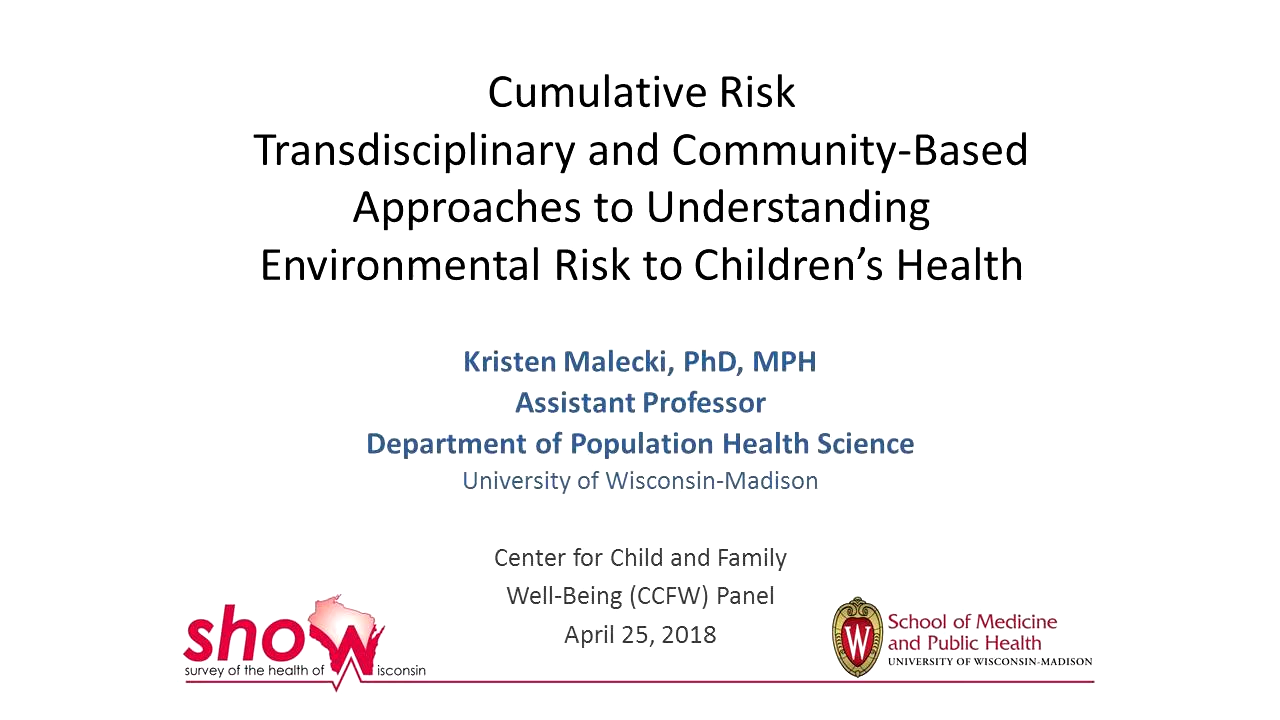 Cumulative Risk
Transdisciplinary and Community-Based
Approaches to Understanding
Environmental Risk to Children’s Health
Kristen Malecki, PhD, MPH
Assistant Professor
Department of Population Health Science
University of Wisconsin-Madison
Center for Child and Family
Well-Being (CCFW) Panel
April 25, 2018
show
survey of the health of Wisconsin
W
School of Medicine
and Public Health
UNIVERSITY OF WISCONSIN-MADISON